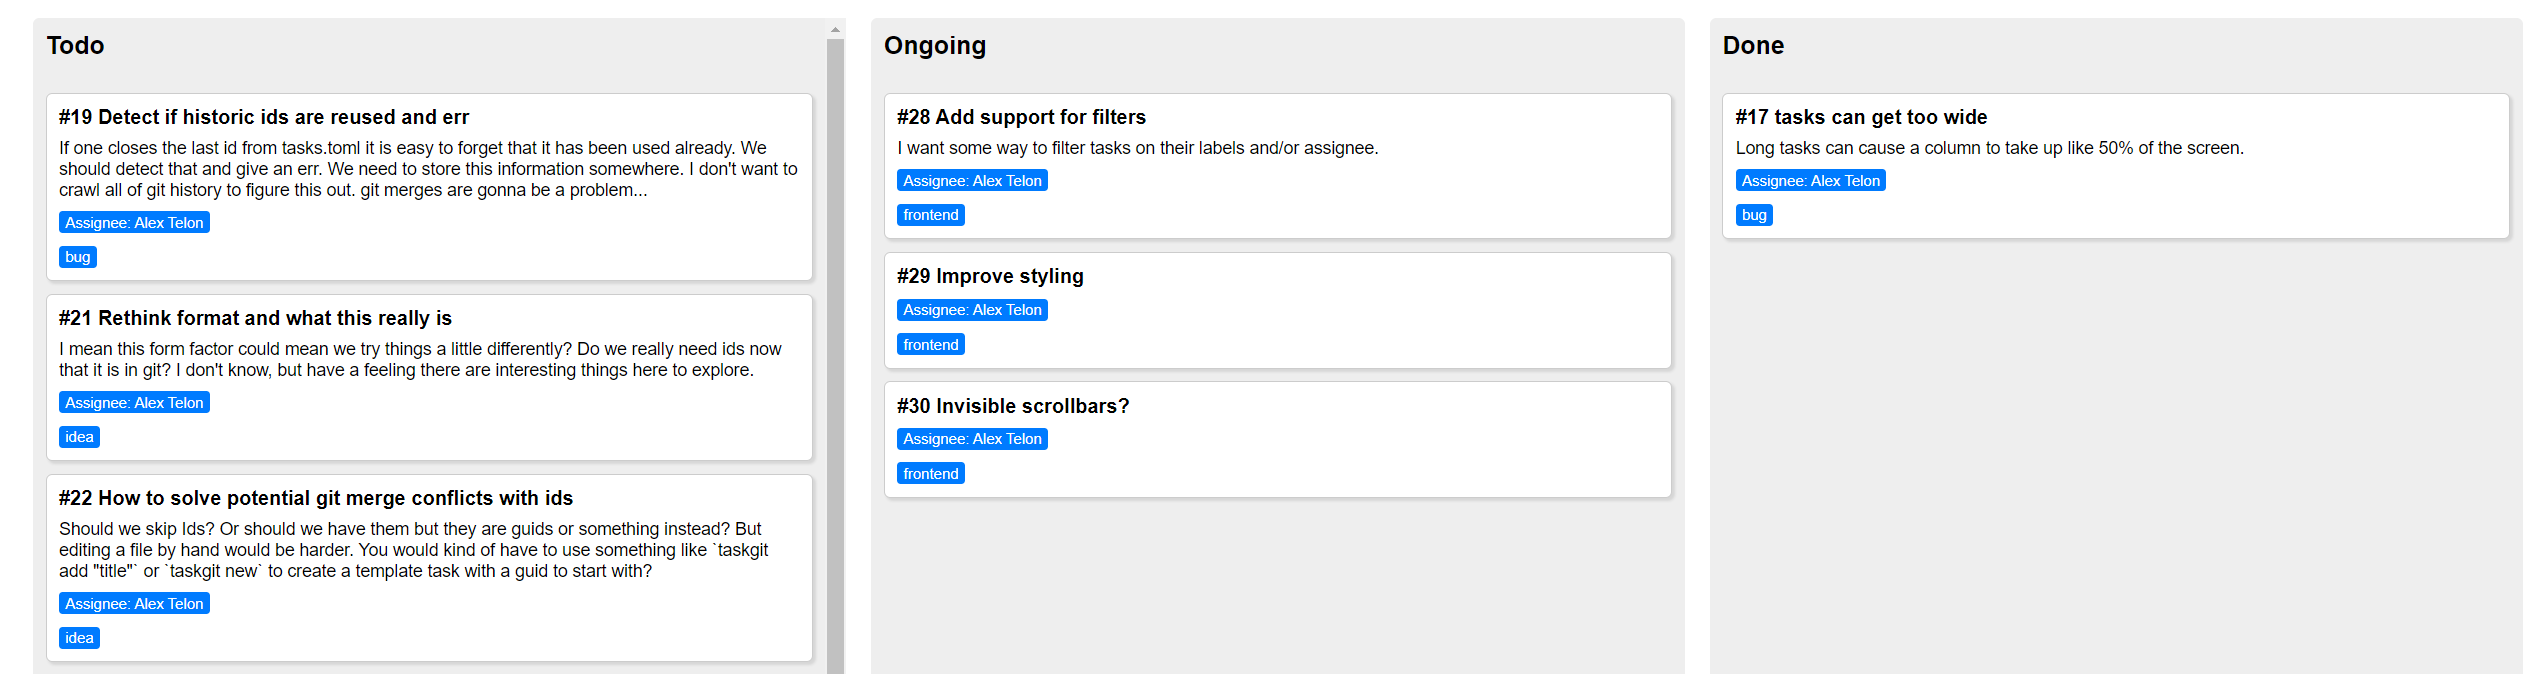 Todo
#19 Detect if historic ids are reused and err
If one closes the last id from tasks.toml it is easy to forget that it has been used already. We
should detect that and give an err. We need to store this information somewhere. I don't want to
crawl all of git history to figure this out. git merges are gonna be a problem...
Assignee: Alex Telon
bug
#21 Rethink format and what this really is
I mean this form factor could mean we try things a little differently? Do we really need ids now
that it is in git? I don't know, but have a feeling there are interesting things here to explore.
Assignee: Alex Telon
idea
#22 How to solve potential git merge conflicts with ids
Should we skip Ids? Or should we have them but they are guids or something instead? But
editing a file by hand would be harder. You would kind of have to use something like `taskgit
add "title"` or `taskgit new` to create a template task with a guid to start with?
Assignee: Alex Telon
idea
Ongoing
#28 Add support for filters
I want some way to filter tasks on their labels and/or assignee.
Assignee: Alex Telon
frontend
#29 Improve styling
Assignee: Alex Telon
frontend
#30 Invisible scrollbars?
Assignee: Alex Telon
frontend
Done
#17 tasks can get too wide
Long tasks can cause a column to take up like 50% of the screen.
Assignee: Alex Telon
bug